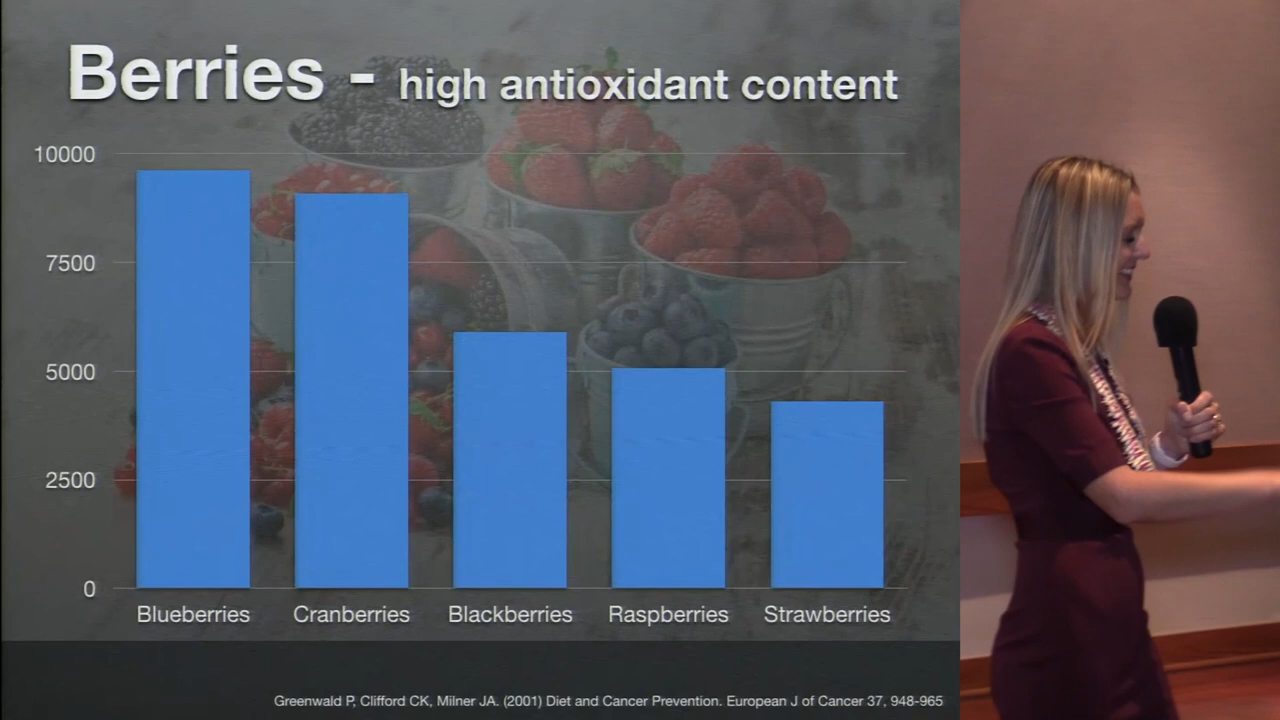 Berries - high antioxidant content
10000
7500
5000
2500
0
Blueberries Cranberries Blackberries Raspberries Strawberries
Greenwald P, Clifford CK, Milner JA. (2001) Diet and Cancer Prevention. European J of Cancer 37, 948-965